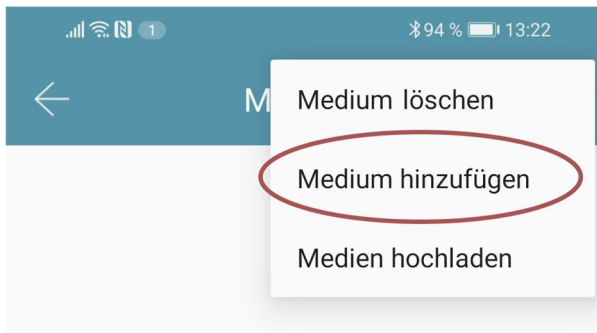 1 94 % 13:22
M
Medium löschen
Medium hinzufügen
Medien hochladen